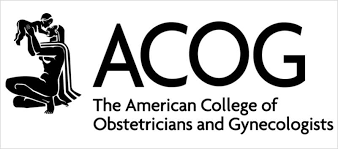 ACOG
The American College of
Obstetricians and Gynecologists